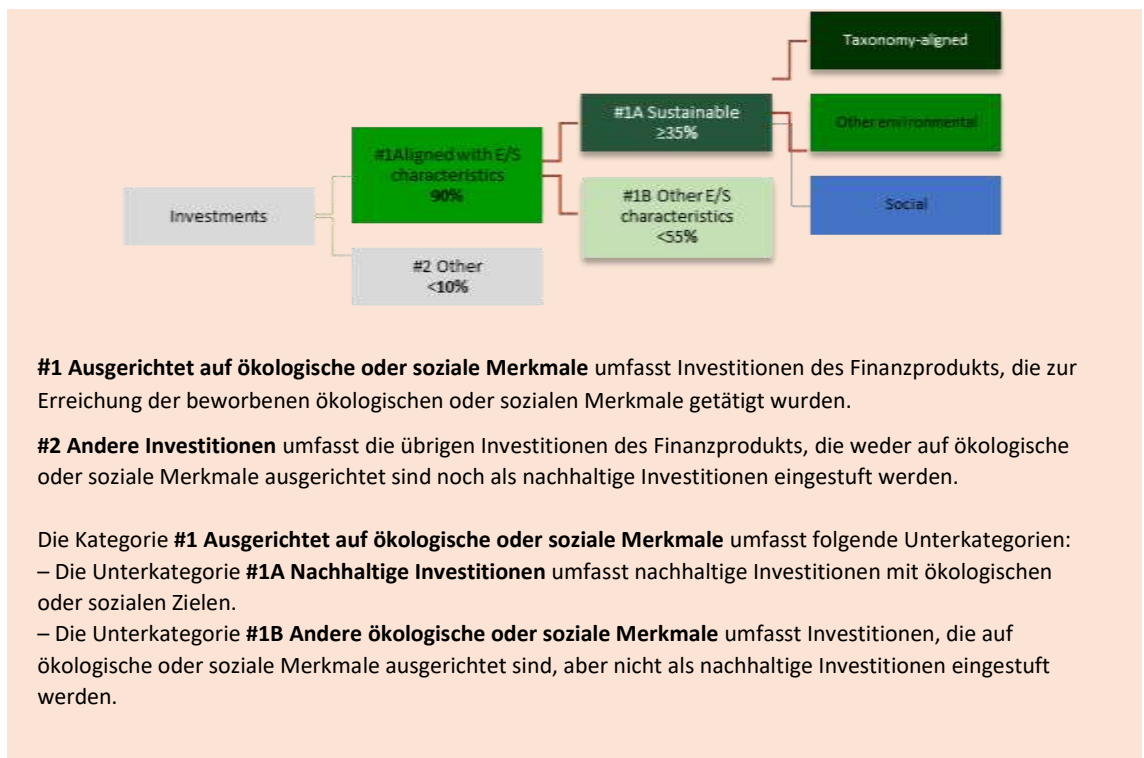 Taxonomy-aligned
#1A Sustainable
≥35%
Other environmental
#1Aligned with E/S
characteristics
90%
#1B Other E/S
characteristics
<55%
Social
Investments
#2 Other
<10%
#1 Ausgerichtet auf ökologische oder soziale Merkmale umfasst Investitionen des Finanzprodukts, die zur
Erreichung der beworbenen ökologischen oder sozialen Merkmale getätigt wurden.
#2 Andere Investitionen umfasst die übrigen Investitionen des Finanzprodukts, die weder auf ökologische
oder soziale Merkmale ausgerichtet sind noch als nachhaltige Investitionen eingestuft werden.
Die Kategorie #1 Ausgerichtet auf ökologische oder soziale Merkmale umfasst folgende Unterkategorien:
– Die Unterkategorie #1A Nachhaltige Investitionen umfasst nachhaltige Investitionen mit ökologischen
oder sozialen Zielen.
– Die Unterkategorie #1B Andere ökologische oder soziale Merkmale umfasst Investitionen, die auf
ökologische oder soziale Merkmale ausgerichtet sind, aber nicht als nachhaltige Investitionen eingestuft
werden.